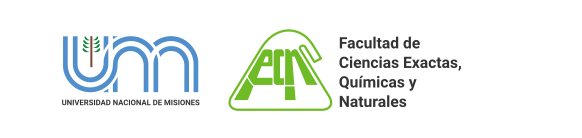 UNIVERSIDAD NACIONAL DE MISIONES
Facultad de
Ciencias Exactas,
Químicas y
Naturales